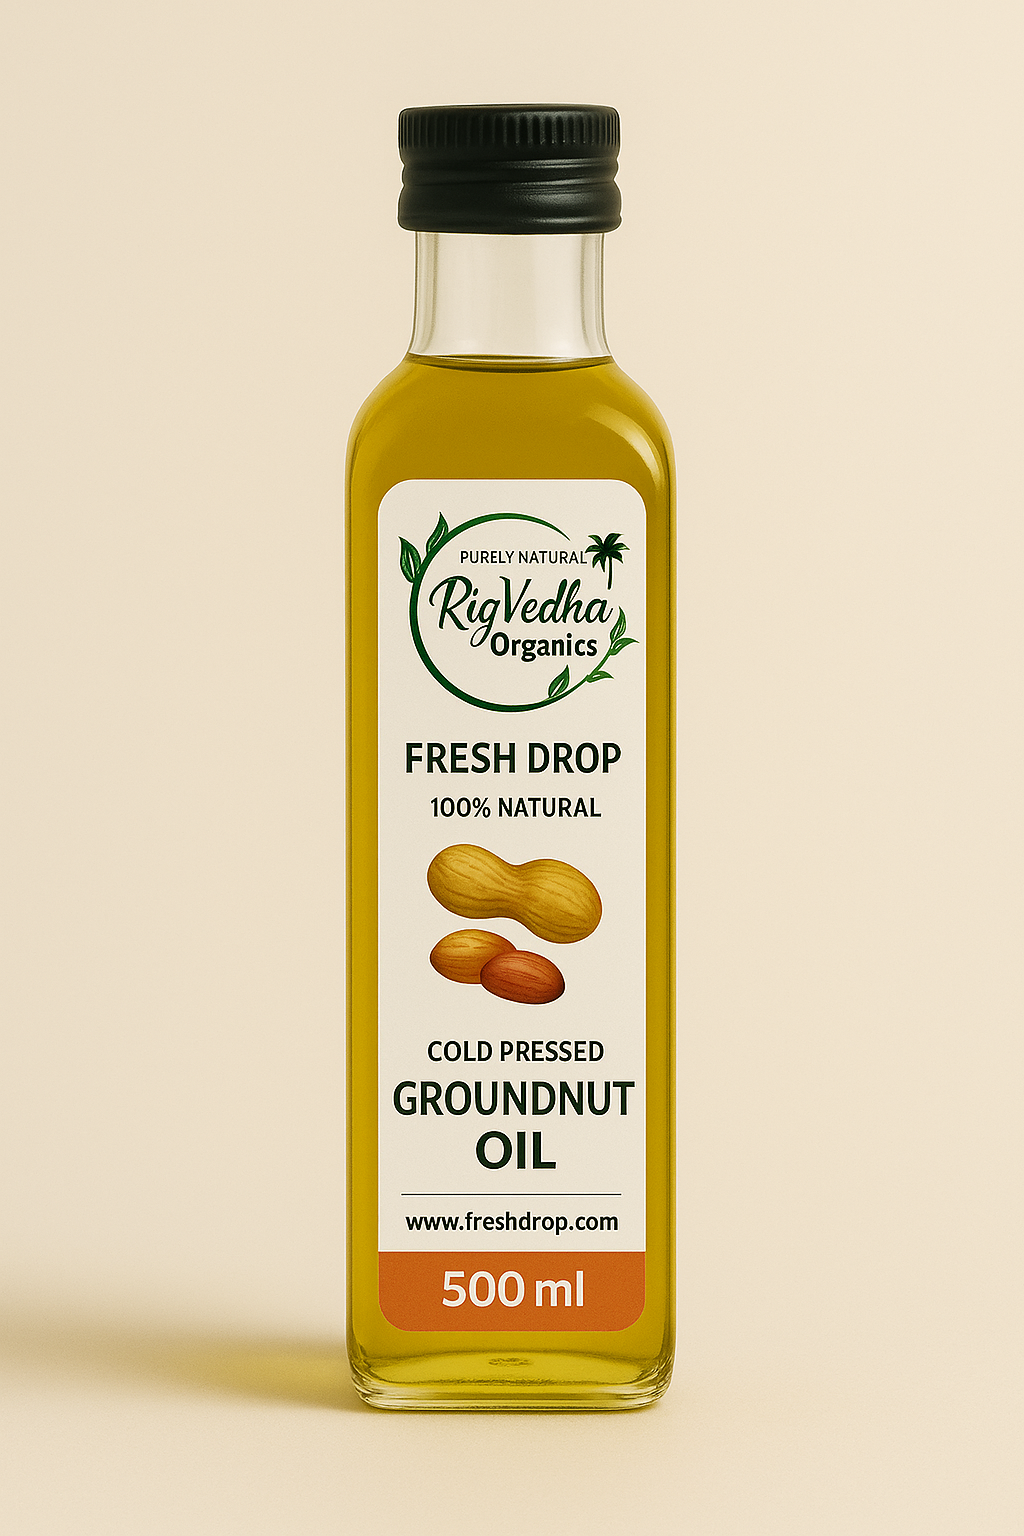 PURELY NATURAL
RigVedha
Organics
FRESH DROP
100% NATURAL
COLD PRESSED
GROUNDNUT
OIL
www.freshdrop.com
500 ml